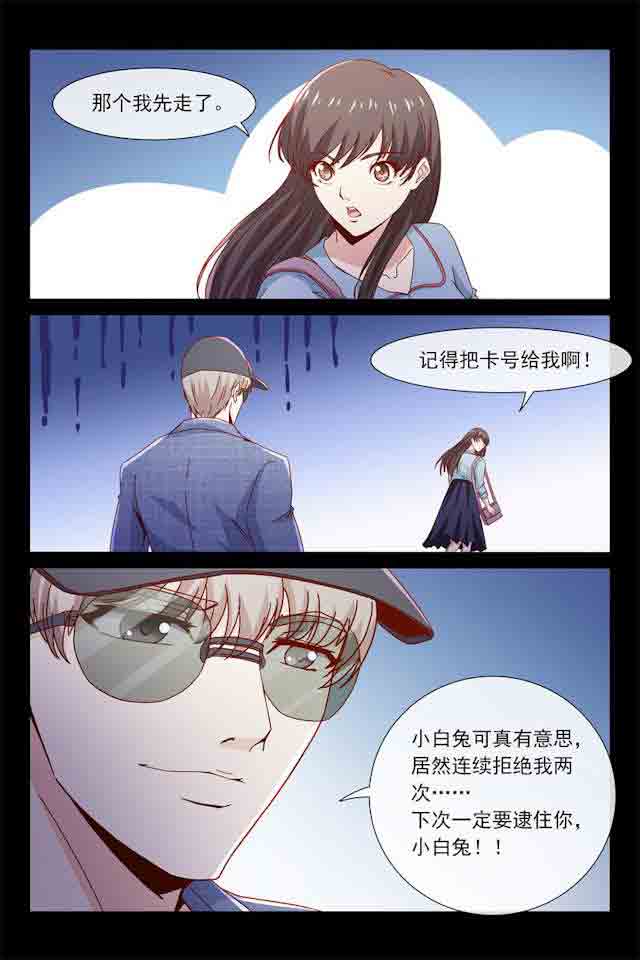 那个我先走了。
记得把卡号给我啊！
小白兔可真有意思，
居然连续拒绝我两
次……
下次一定要逮住你，
小白兔！！